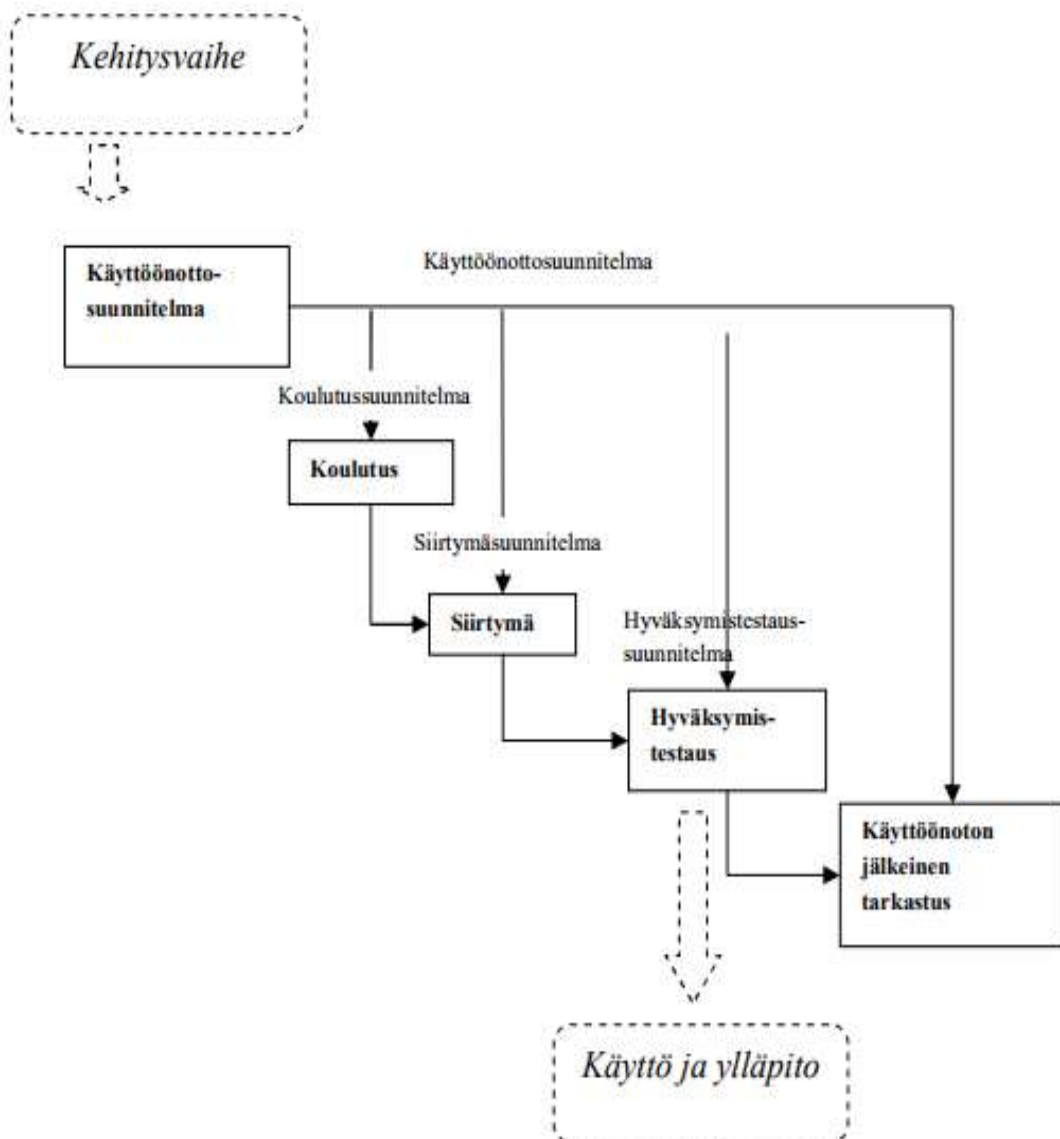 Kehitysvaihe
Käyttöönotto-
suunnitelma
Käyttöönottosuunnitelma
Koulutussuunnitelma
Koulutus
Siirtymäsuunnitelma
Siirtymä
Hyväksymistestaus-
suunnitelma
Hyväksymis-
testaus
Käyttöönoton
jälkeinen
tarkastus
Käyttö ja ylläpito